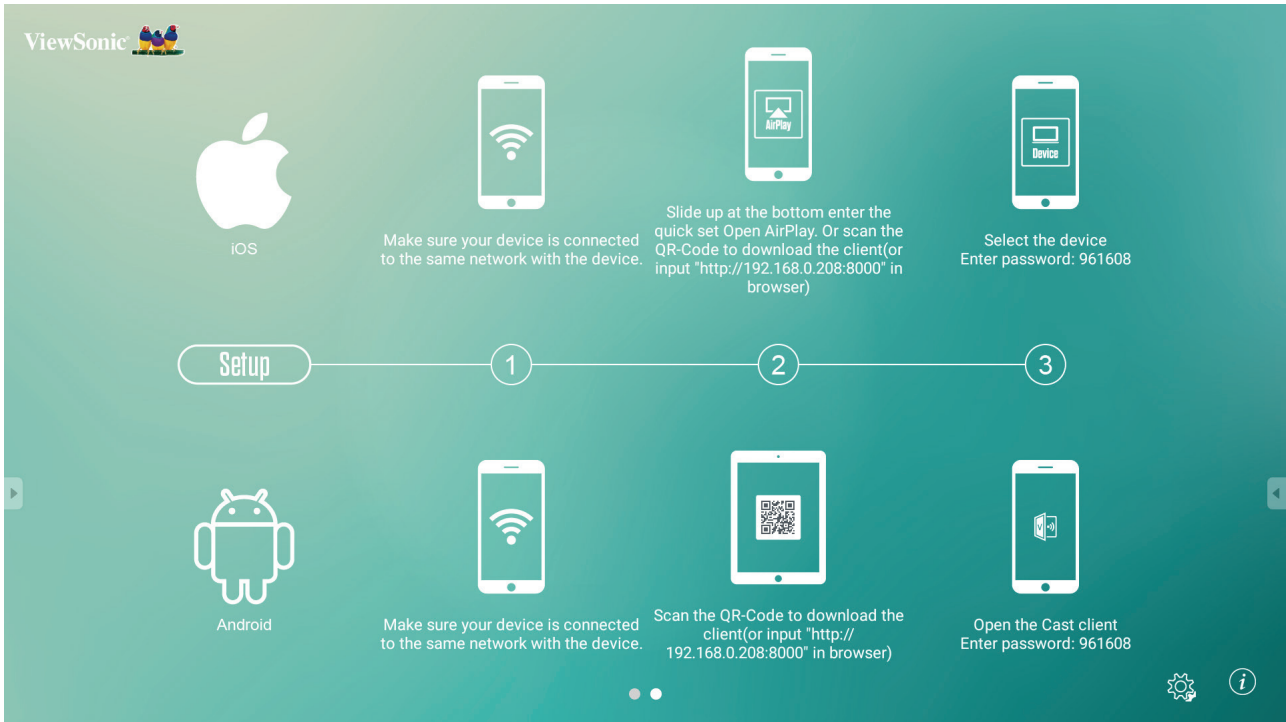 ViewSonic
AirPlay
Device
iOS
Make sure your device is connected
to the same network with the device.
Slide up at the bottom enter the
quick set Open AirPlay. Or scan the
QR-Code to download the client(or
input "http://192.168.0.208:8000" in
browser)
Select the device
Enter password: 961608
Setup
1
2
3
V
Android
Make sure your device is connected
to the same network with the device.
Scan the QR-Code to download the
client(or input "http://
192.168.0.208:8000" in browser)
Open the Cast client
Enter password: 961608
i